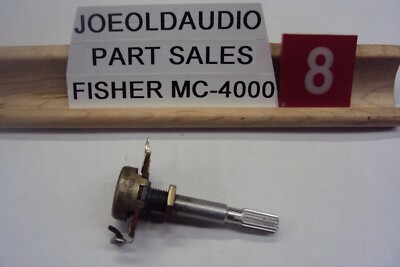 JOEOLDAUDIO
PART SALES
FISHER MC-4000
8